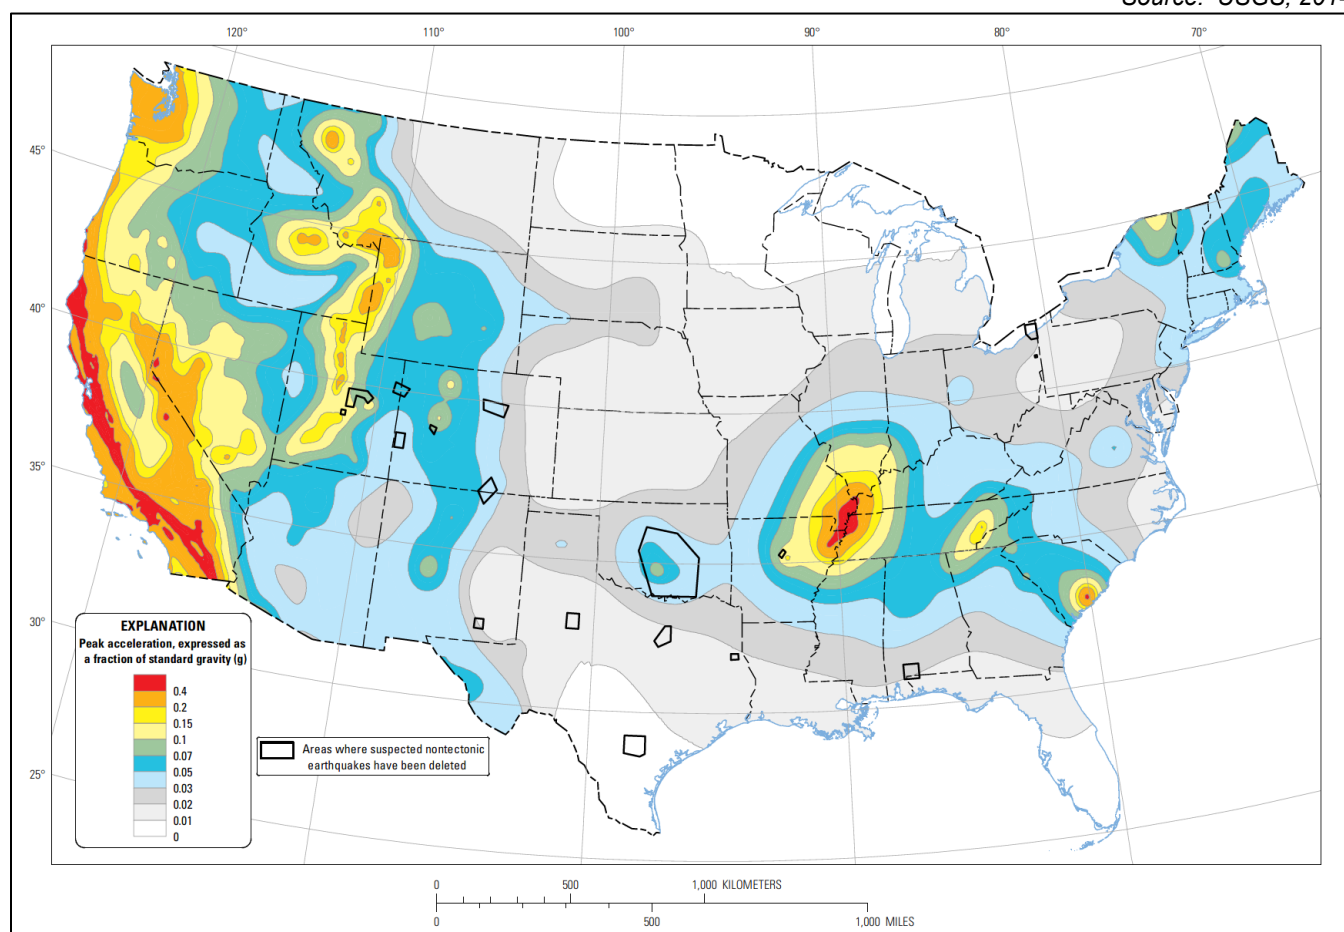 Source: USGS, 201
120° 110° 100° 90° 80° 70°
45°
40°
35°
30°
25°
EXPLANATION
Peak acceleration, expressed as
a fraction of standard gravity (g)
0.4
0.2
0.15
0.1
0.07
0.05
0.03
0.02
0.01
0
Areas where suspected nontectonic
earthquakes have been deleted
0 500 1,000 KILOMETERS
0 500 1,000 MILES